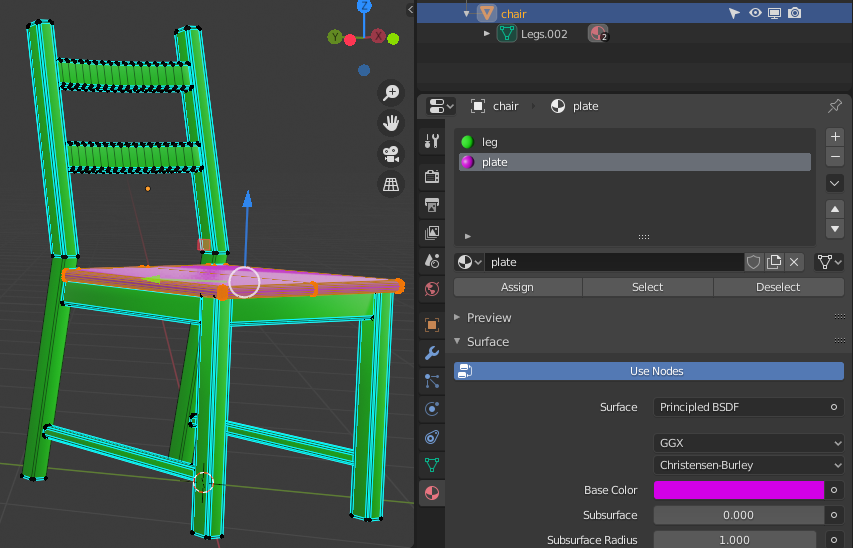 chair
Legs.002
2
Z
Y
X
chair > plate
leg
plate
plate
Assign Select Deselect
Preview
Surface
Use Nodes
Surface Principled BSDF
GGX
Christensen-Burley
Base Color
Subsurface 0.000
Subsurface Radius 1.000